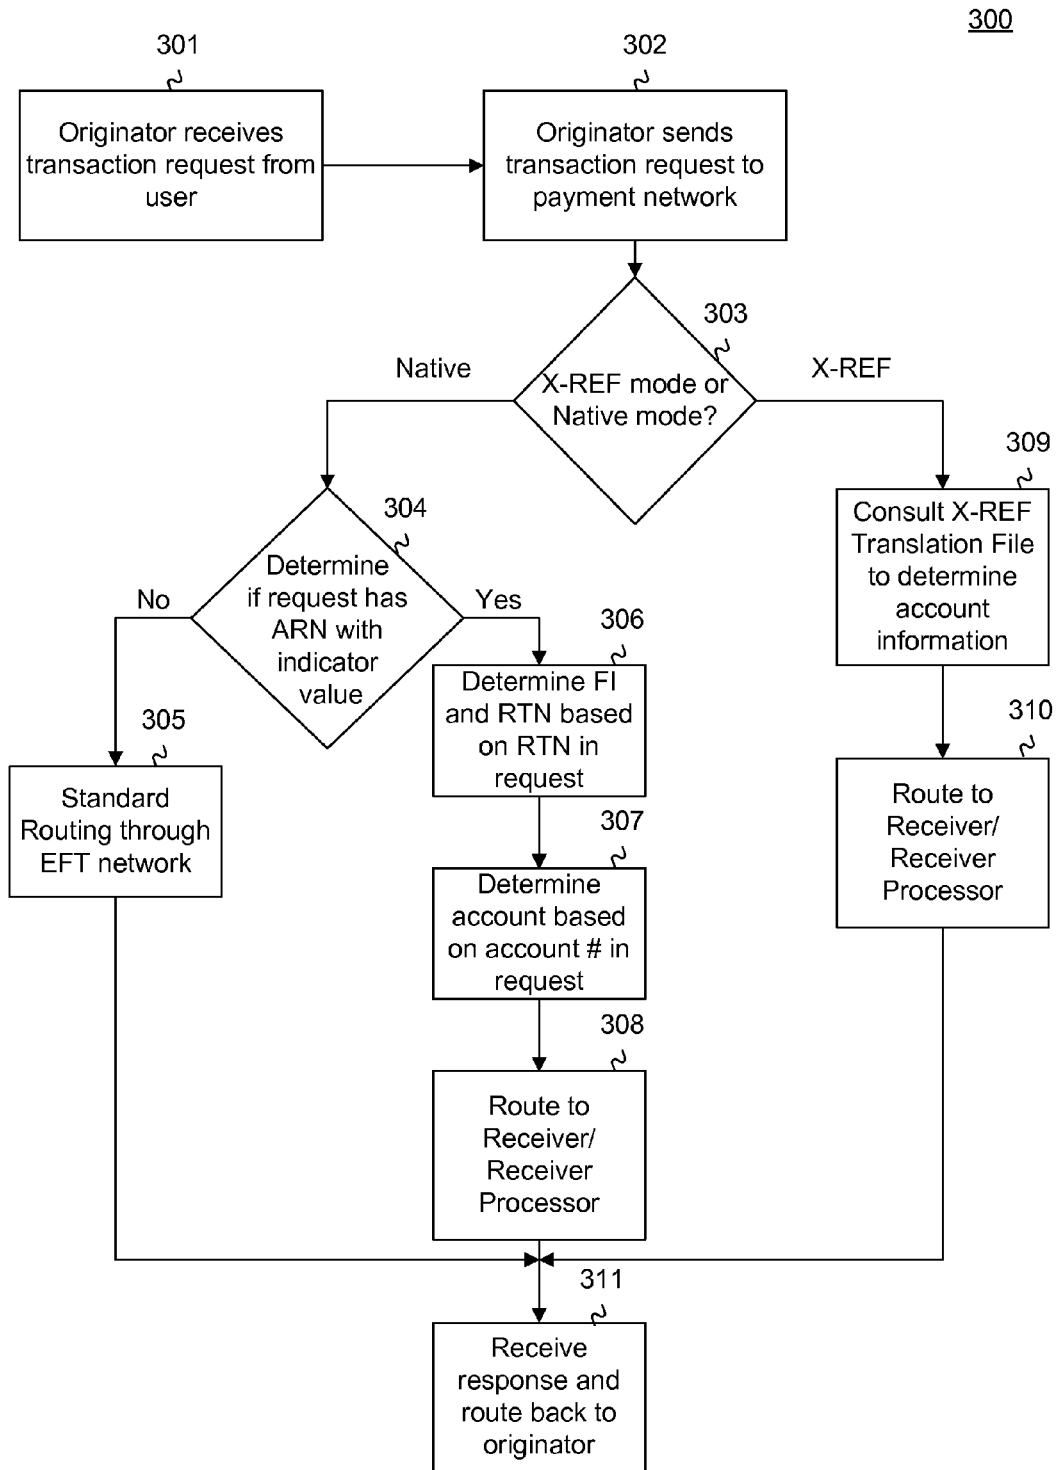 300
301
Originator receives
transaction request from
user
302
Originator sends
transaction request to
payment network
303
X-REF mode or
Native mode?
Native
X-REF
304
Determine
if request has
ARN with
indicator
value
No
Yes
305
Standard
Routing through
EFT network
306
Determine FI
and RTN based
on RTN in
request
307
Determine
account based
on account # in
request
308
Route to
Receiver/
Receiver
Processor
309
Consult X-REF
Translation File
to determine
account
information
310
Route to
Receiver/
Receiver
Processor
311
Receive
response and
route back to
originator